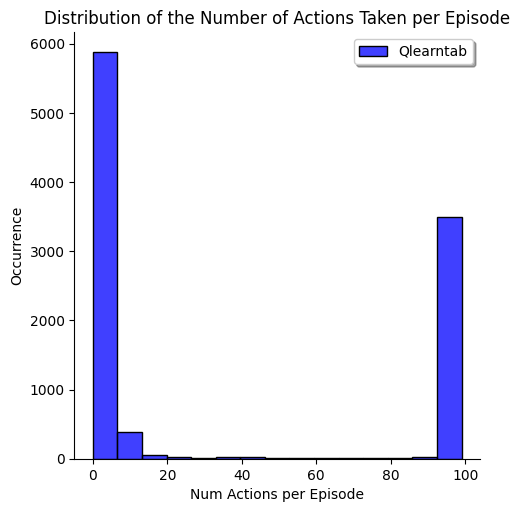 Distribution of the Number of Actions Taken per Episode
Qlearntab
6000
5000
4000
3000
2000
1000
0
Occurrence
0 20 40 60 80 100
Num Actions per Episode